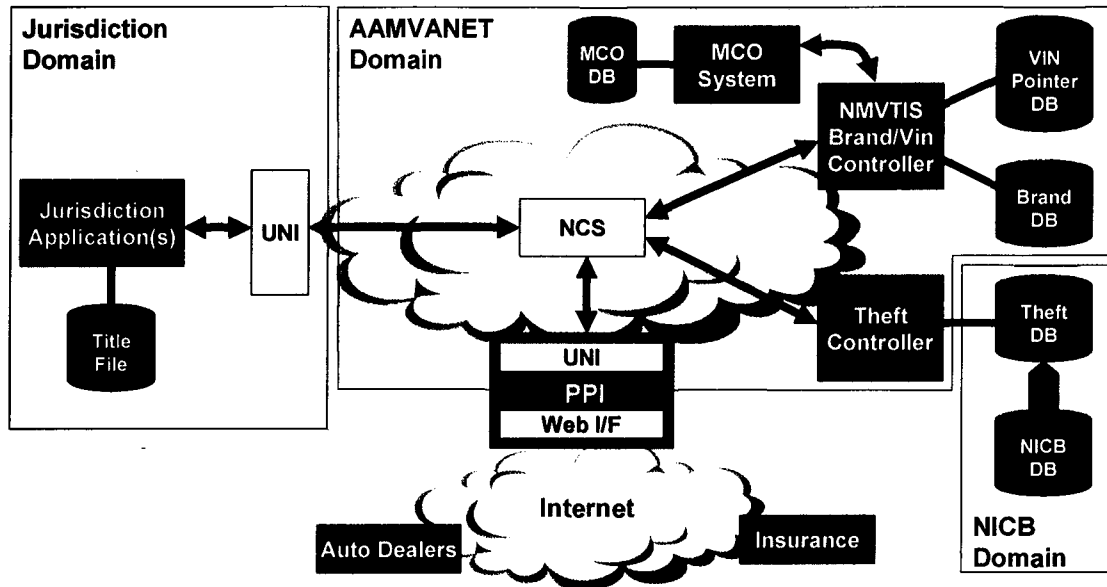 Jurisdiction
Domain
Jurisdiction
Application(s)
UNI
Title
File
AAMVANET
Domain
MCO
DB
MCO
System
NMVTIS
Brand/Vin
Controller
VIN
Pointer
DB
Brand
DB
NCS
Theft
Controller
UNI
PPI
Web I/F
Theft
DB
NICB
DB
NICB
Domain
Internet
Auto Dealers
Insurance